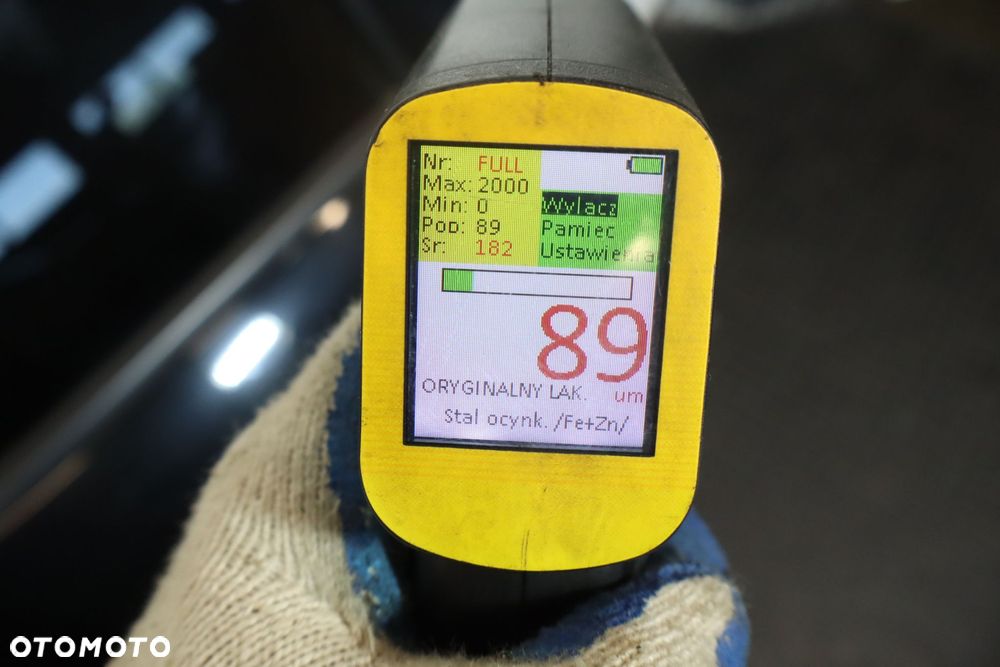 Nr: FULL
Max: 2000
Min: 0
Pod: 89
Sr: 182
Wylacz
Pamiec
Ustawienia
89
ORYGINALNY LAK. um
Stal ocynk. /Fe+Zn/
OTOMOTO